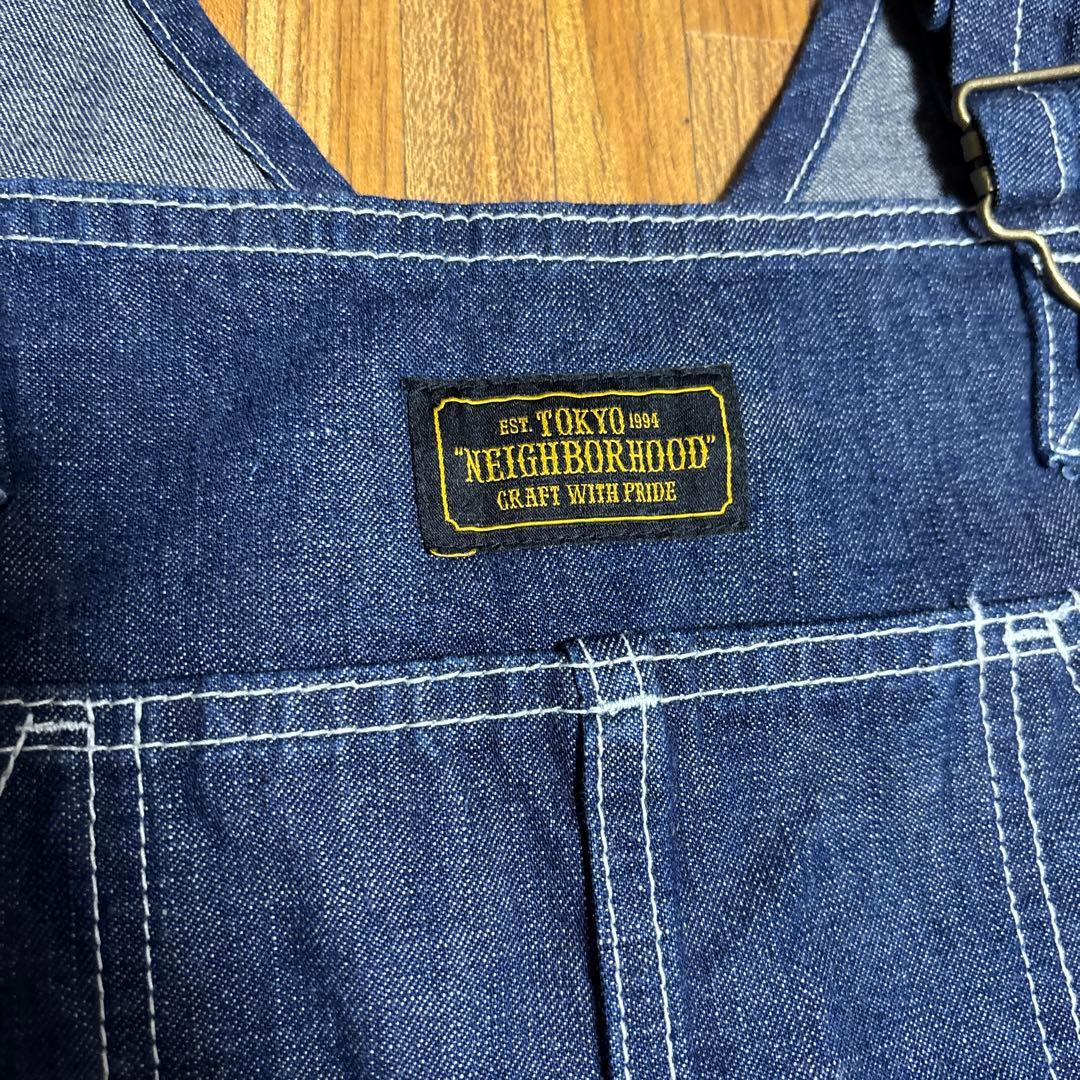 EST. TOKYO 1994
"NEIGHBORHOOD"
CRAFT WITH PRIDE